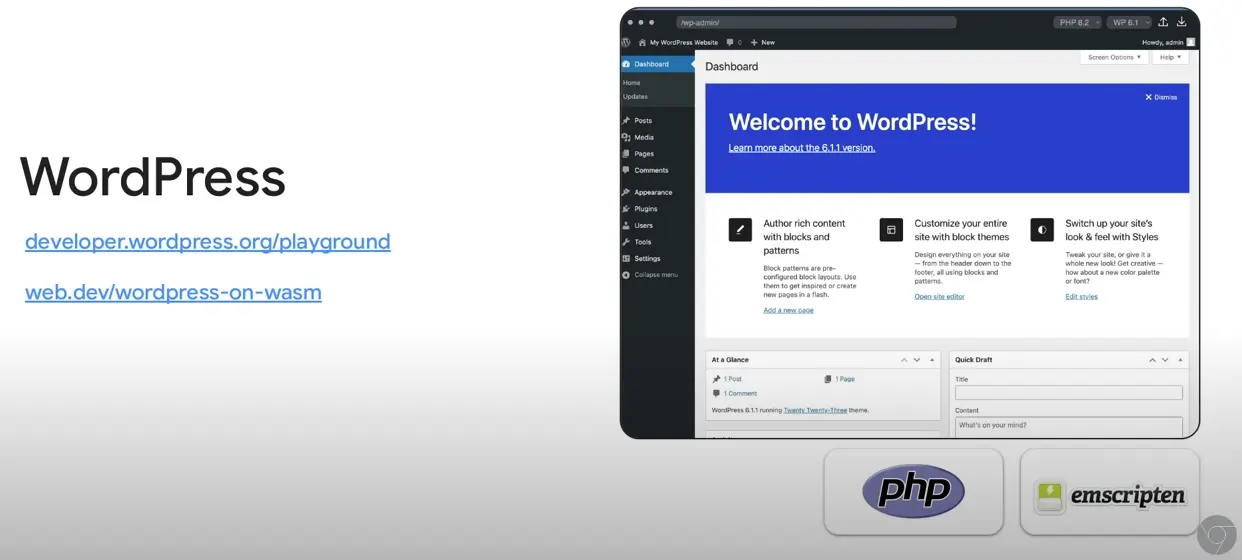 WordPress
developer.wordpress.org/playground
web.dev/wordpress-on-wasm
/wp-admin/
PHP 8.2
WP 6.1
My WordPress Website
0
New
Howdy, admin
Dashboard
Home
Updates
Posts
Media
Pages
Comments
Appearance
Plugins
Users
Tools
Settings
Collapse menu
Screen Options
Help
Dashboard
Dismiss
Welcome to WordPress!
Learn more about the 6.1.1 version.
Author rich content
with blocks and
patterns
Block patterns are pre-
configured block layouts. Use
them to get inspired or create
new pages in a flash.
Add a new page
Customize your entire
site with block themes
Design everything on your site
— from the header down to the
footer, all using blocks and
patterns.
Open site editor
Switch up your site's
look & feel with Styles
Tweak your site, or give it a
whole new look! Get creative —
how about a new color palette
or font?
Edit styles
At a Glance
1 Post
1 Page
1 Comment
WordPress 6.1.1 running Twenty Twenty-Three theme.
Quick Draft
Title
Content
What's on your mind?
php
emscripten